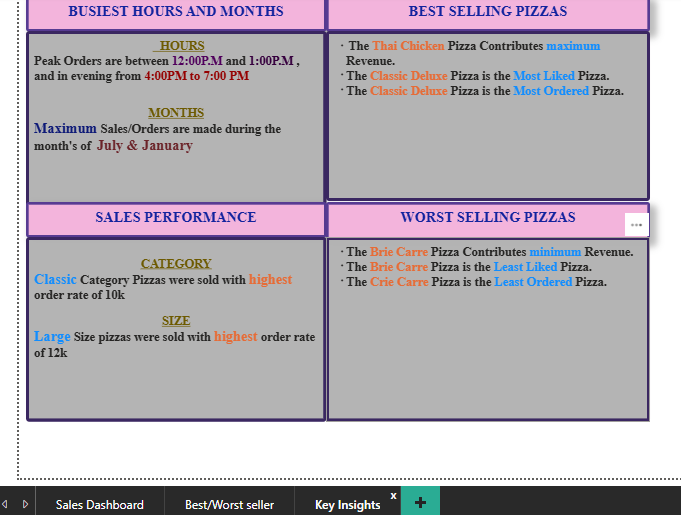 BUSIEST HOURS AND MONTHS
HOURS
Peak Orders are between 12:00P.M and 1:00P.M ,
and in evening from 4:00PM to 7:00 PM
MONTHS
Maximum Sales/Orders are made during the
month's of July & January
BEST SELLING PIZZAS
· The Thai Chicken Pizza Contributes maximum
Revenue.
· The Classic Deluxe Pizza is the Most Liked Pizza.
· The Classic Deluxe Pizza is the Most Ordered Pizza.
SALES PERFORMANCE
CATEGORY
Classic Category Pizzas were sold with highest
order rate of 10k
SIZE
Large Size pizzas were sold with highest order rate
of 12k
WORST SELLING PIZZAS
· The Brie Carre Pizza Contributes minimum Revenue.
· The Brie Carre Pizza is the Least Liked Pizza.
· The Crie Carre Pizza is the Least Ordered Pizza.
Sales Dashboard
Best/Worst seller
Key Insights
x
+